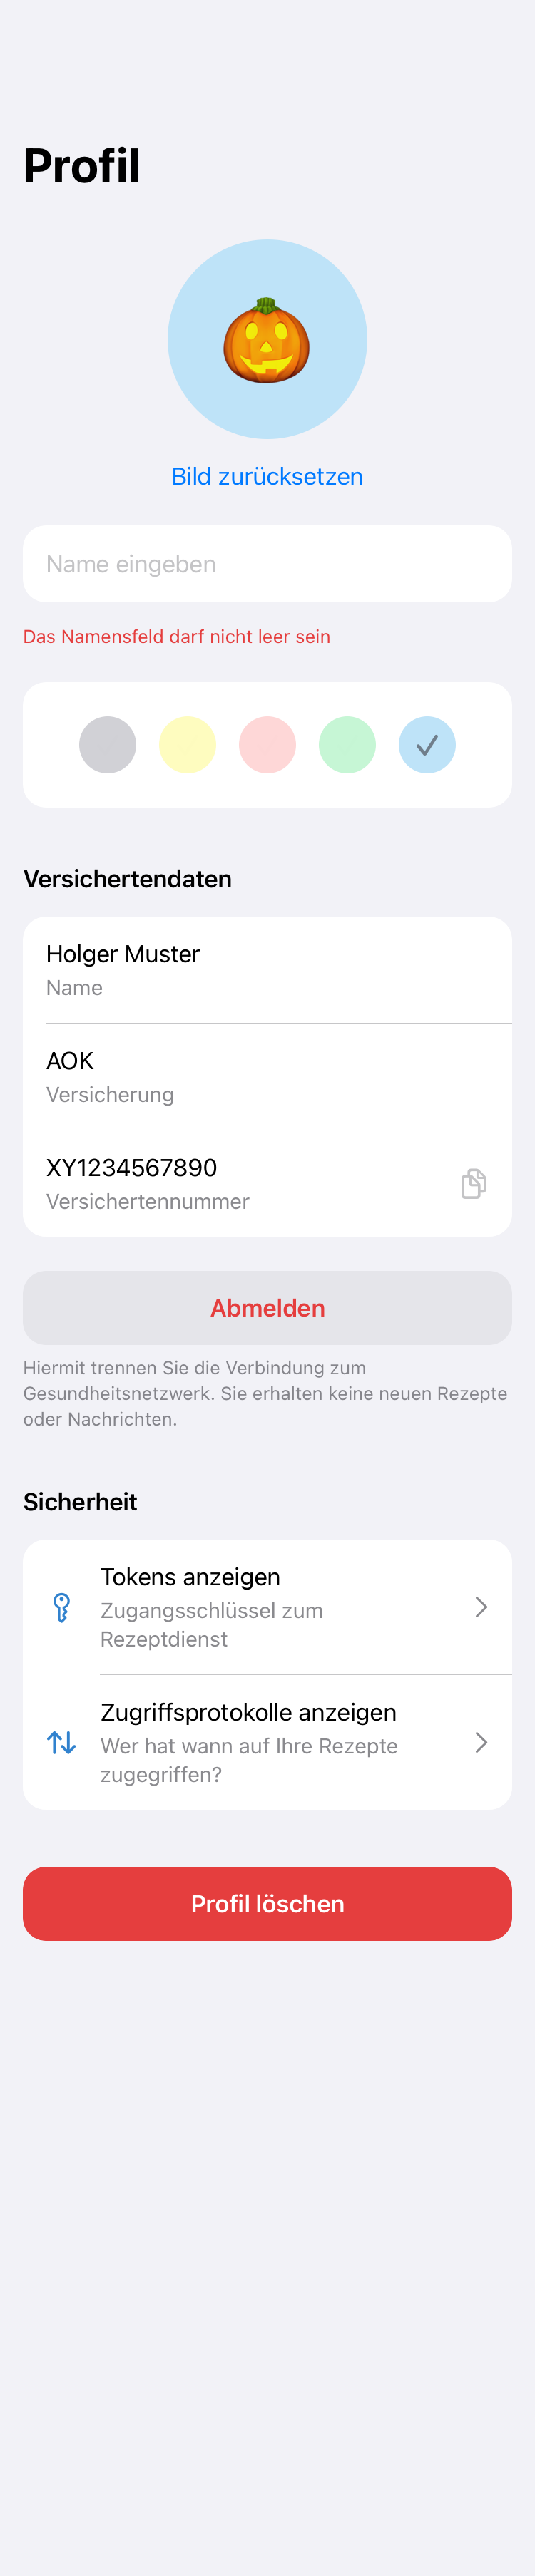 Profil
Bild zurücksetzen
Name eingeben
Das Namensfeld darf nicht leer sein
Versichertendaten
Holger Muster
Name
AOK
Versicherung
XY1234567890
Versichertennummer
Abmelden
Hiermit trennen Sie die Verbindung zum
Gesundheitsnetzwerk. Sie erhalten keine neuen Rezepte
oder Nachrichten.
Sicherheit
Tokens anzeigen
Zugangsschlüssel zum
Rezeptdienst
Zugriffsprotokolle anzeigen
Wer hat wann auf Ihre Rezepte
zugegriffen?
Profil löschen